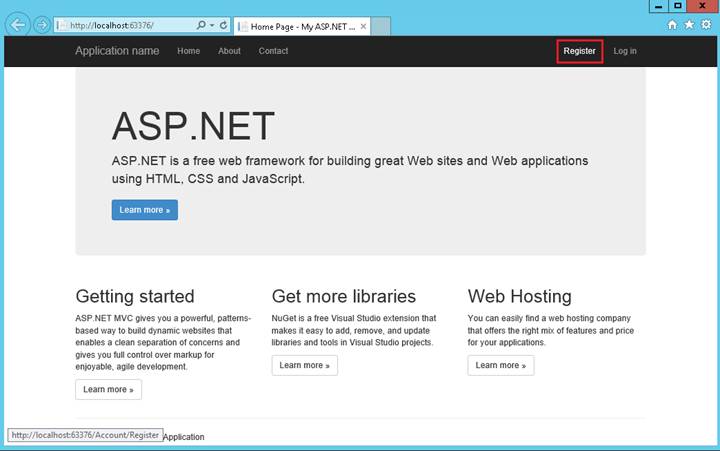 http://localhost:63376/
Home Page - My ASP.NET ...
Application name Home About Contact Register Log in
ASP.NET
ASP.NET is a free web framework for building great Web sites and Web applications
using HTML, CSS and JavaScript.
Learn more »
Getting started
ASP.NET MVC gives you a powerful, patterns-
based way to build dynamic websites that
enables a clean separation of concerns and
gives you full control over markup for
enjoyable, agile development.
Learn more »
Get more libraries
NuGet is a free Visual Studio extension that
makes it easy to add, remove, and update
libraries and tools in Visual Studio projects.
Learn more »
Web Hosting
You can easily find a web hosting company
that offers the right mix of features and price
for your applications.
Learn more »
http://localhost:63376/Account/Register Application